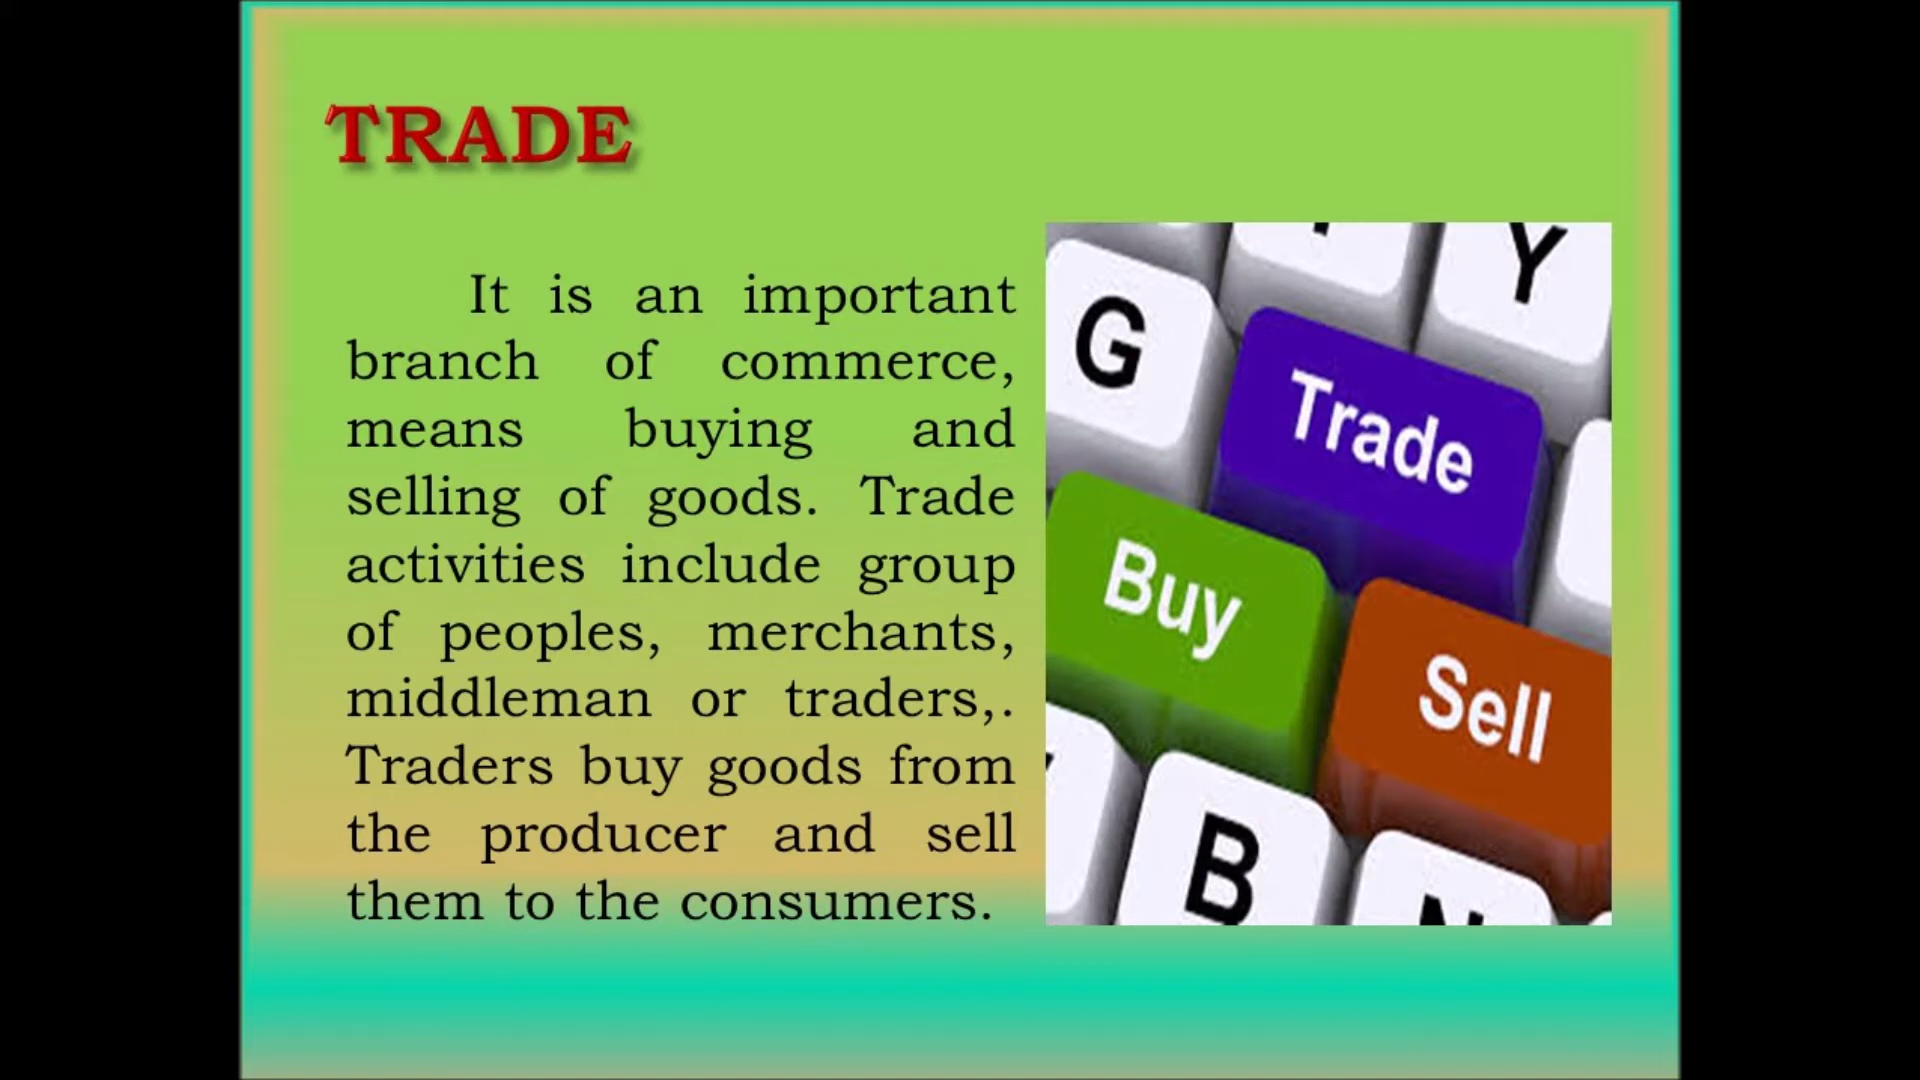 TRADE
It is an important
branch of commerce,
means buying and
selling of goods. Trade
activities include group
of peoples, merchants,
middleman or traders,.
Traders buy goods from
the producer and sell
them to the consumers.
Y
G
Trade
Buy
Sell
B
N